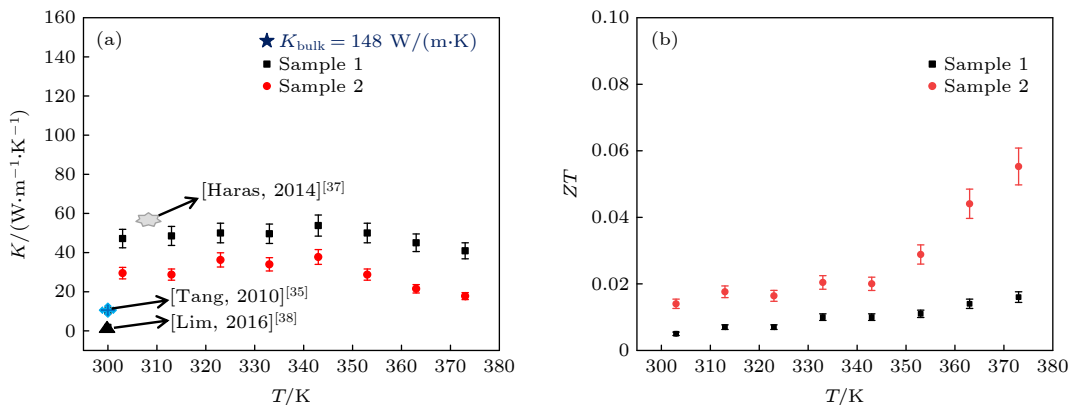 (a)
K_bulk = 148 W/(m·K)
Sample 1
Sample 2
[Haras, 2014][37]
[Tang, 2010][35]
[Lim, 2016][38]
K/(W·m⁻¹·K⁻¹)
160
140
120
100
80
60
40
20
0
300 310 320 330 340 350 360 370 380
T/K
(b)
Sample 1
Sample 2
ZT
0.10
0.08
0.06
0.04
0.02
0
300 310 320 330 340 350 360 370 380
T/K